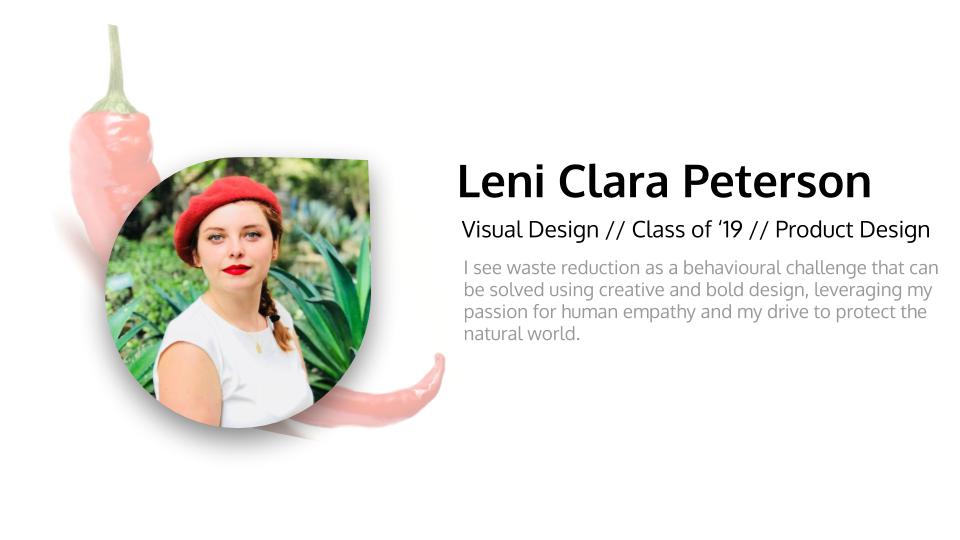 Leni Clara Peterson
Visual Design // Class of ‘19 // Product Design
I see waste reduction as a behavioural challenge that can
be solved using creative and bold design, leveraging my
passion for human empathy and my drive to protect the
natural world.